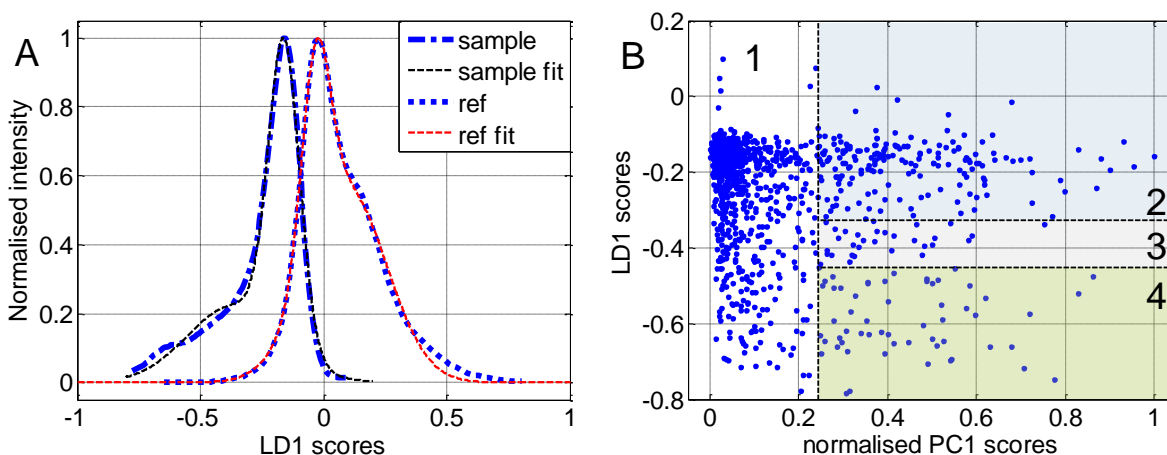 A
Normalised intensity
1
0.8
0.6
0.4
0.2
0
-1
-0.5
0
0.5
1
LD1 scores
sample
sample fit
ref
ref fit
B
LD1 scores
0.2
0
-0.2
-0.4
-0.6
-0.8
0
0.2
0.4
0.6
0.8
1
normalised PC1 scores
1
2
3
4